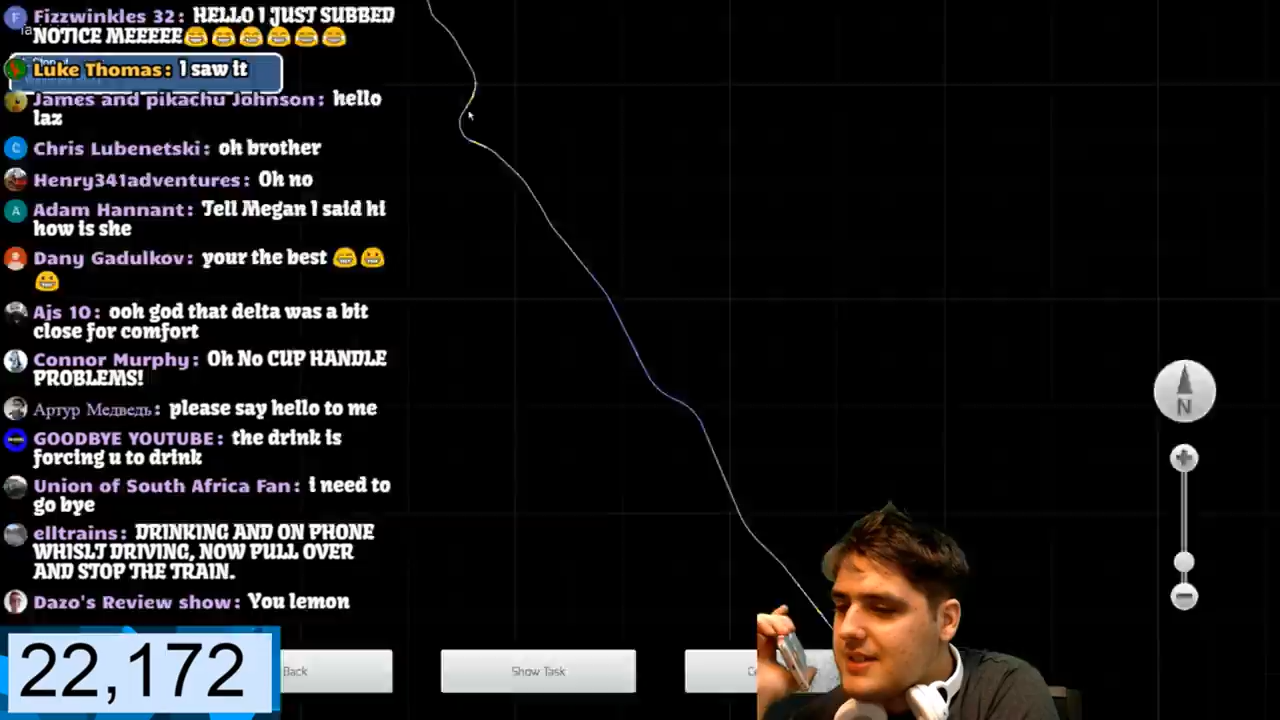 Fizzwinkles 32: HELLO I JUST SUBBED
NOTICE MEEEEE😁😁😁😁😁😁
Luke Thomas: I saw it
James and pikachu Johnson: hello
laz
Chris Lubenetski: oh brother
Henry341adventures: Oh no
Adam Hannant: Tell Megan I said hi
how is she
Dany Gadulkov: your the best 😁😁
😁
Ajs 10: ooh god that delta was a bit
close for comfort
Connor Murphy: Oh No CUP HANDLE
PROBLEMS!
Артур Медведь: please say hello to me
GOODBYE YOUTUBE: the drink is
forcing u to drink
Union of South Africa Fan: i need to
go bye
elltrains: DRINKING AND ON PHONE
WHISLT DRIVING, NOW PULL OVER
AND STOP THE TRAIN.
Dazo's Review show: You lemon
22,172
Back
Show Task
N